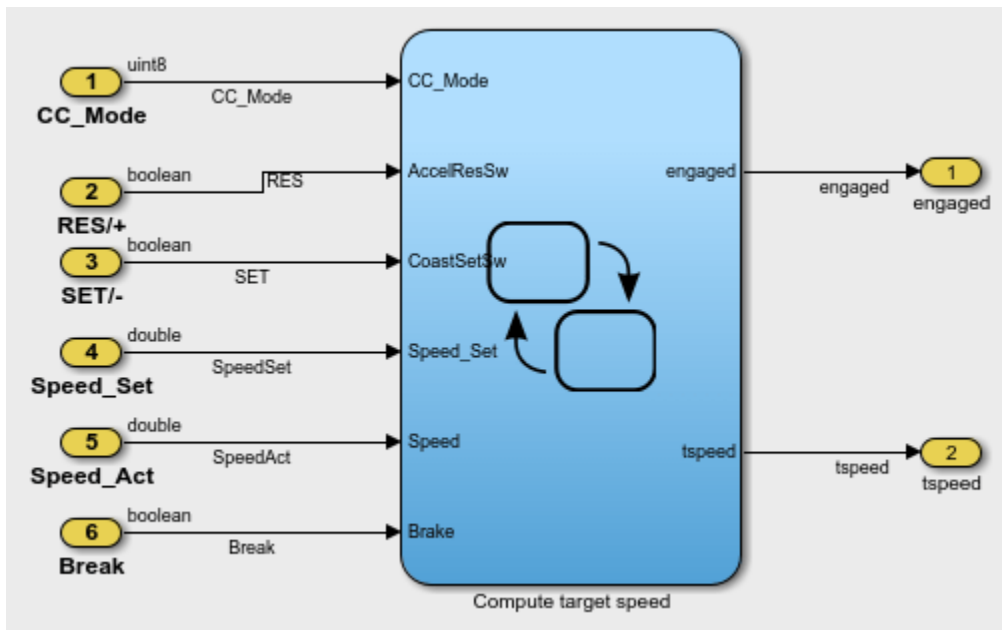 uint8
1
CC_Mode
CC_Mode
CC_Mode
boolean
2
RES
RES/+
AccelResSw
boolean
3
SET
SET/-
CoastSetSw
double
4
SpeedSet
Speed_Set
Speed_Set
double
5
SpeedAct
Speed_Act
Speed
boolean
6
Break
Break
Brake
engaged
engaged
1
engaged
tspeed
tspeed
2
tspeed
Compute target speed